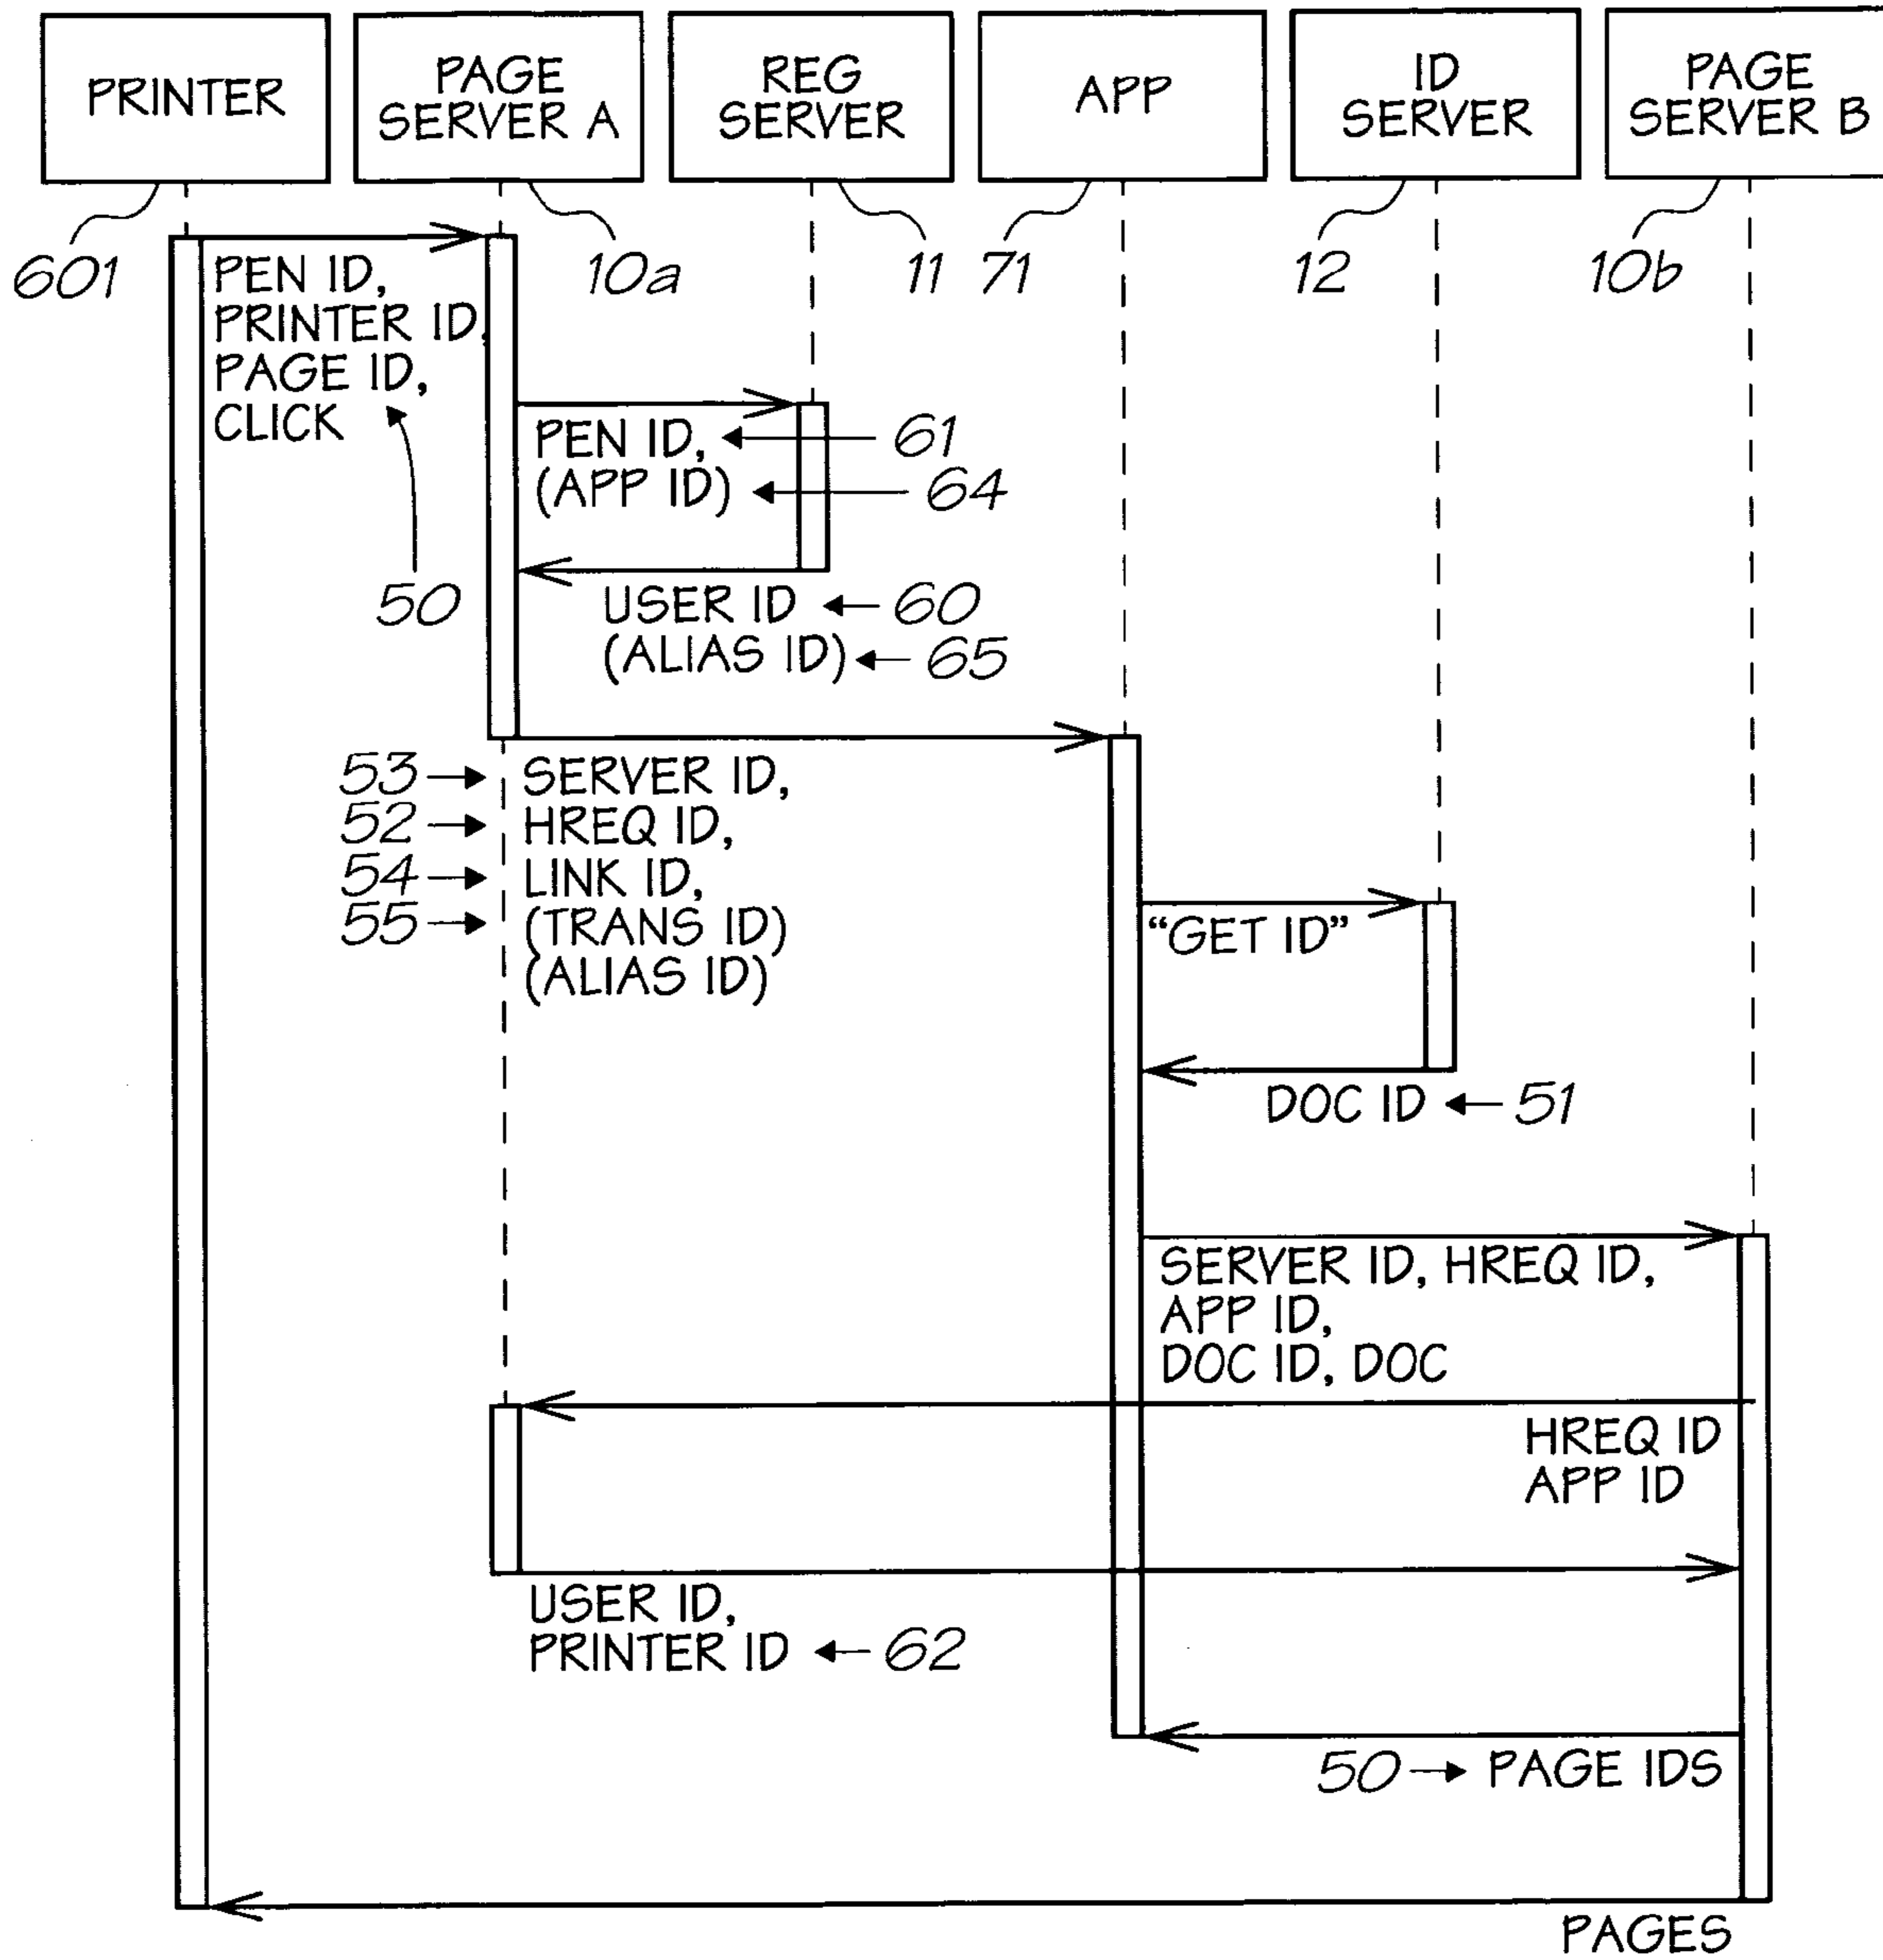 PRINTER
PAGE
SERVER A
REG
SERVER
APP
ID
SERVER
PAGE
SERVER B
601
10a
11
71
12
10b
PEN ID,
PRINTER ID,
PAGE ID,
CLICK
50
PEN ID,
(APP ID)
61
64
USER ID
(ALIAS ID)
60
65
53
52
54
55
SERVER ID,
HREQ ID,
LINK ID,
(TRANS ID)
(ALIAS ID)
“GET ID”
DOC ID
51
SERVER ID, HREQ ID,
APP ID,
DOC ID, DOC
HREQ ID
APP ID
USER ID,
PRINTER ID
62
50
PAGE IDS
PAGES